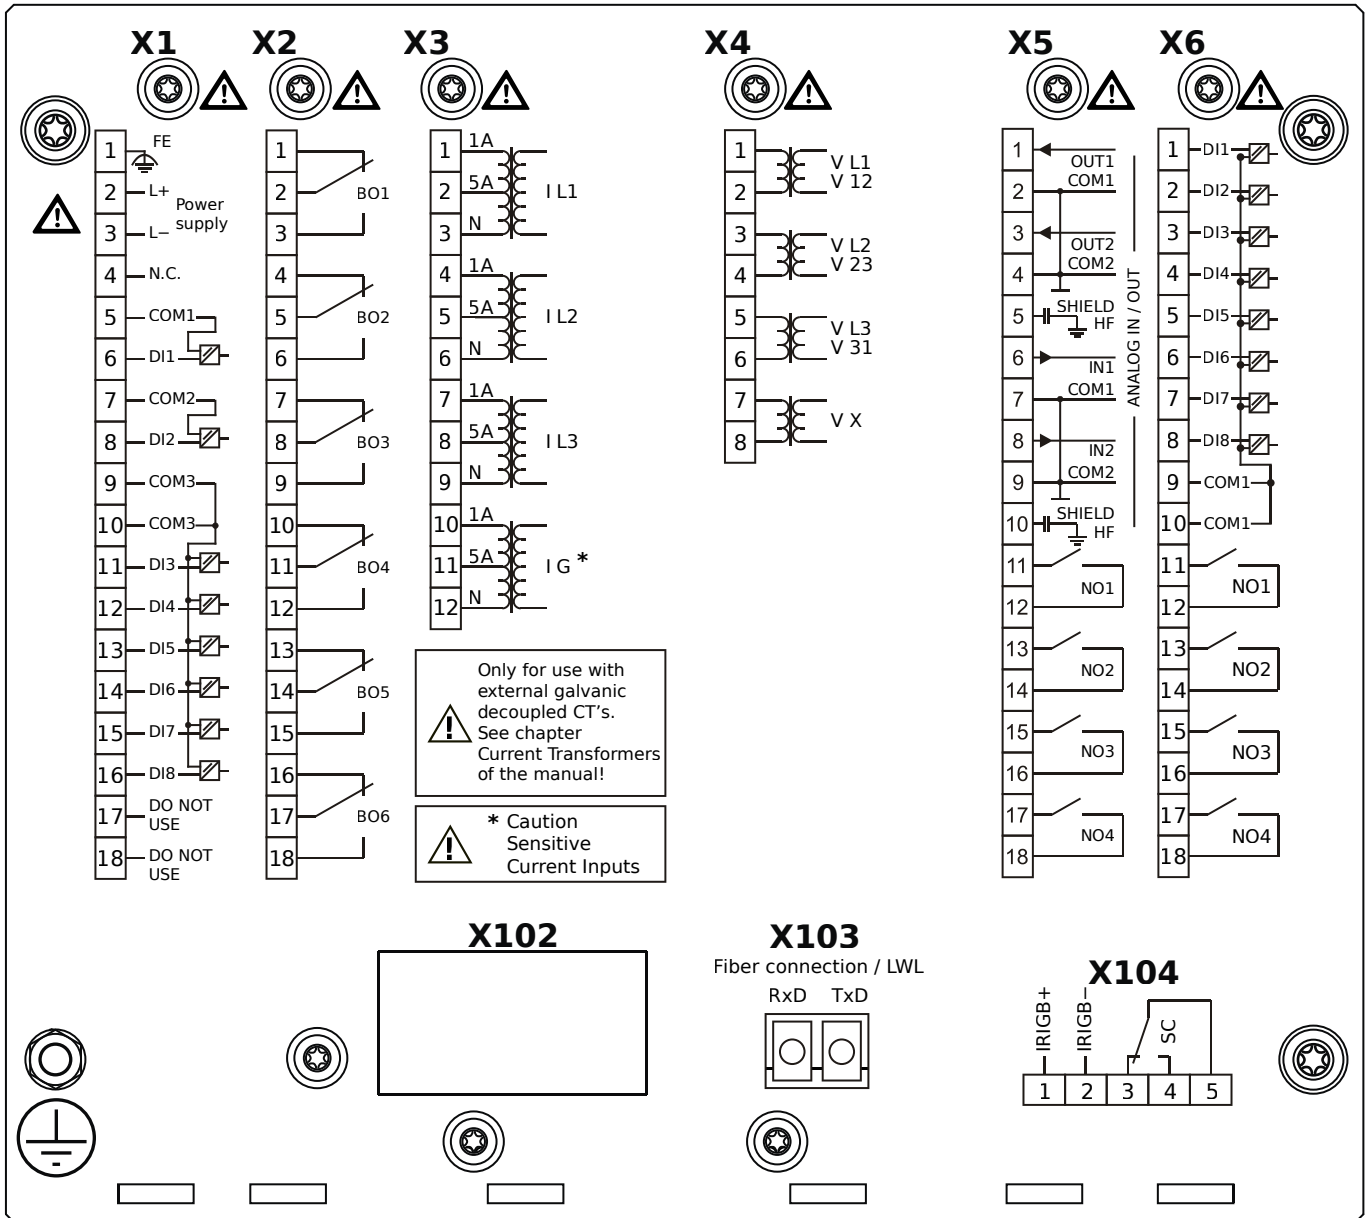 X1 X2 X3 X4 X5 X6
1 FE
2 L+
Power
supply
3 L−
4 N.C.
5 COM1
6 DI1
7 COM2
8 DI2
9 COM3
10 COM3
11 DI3
12 DI4
13 DI5
14 DI6
15 DI7
16 DI8
17 DO NOT
USE
18 DO NOT
USE
1
2 BO1
3
4
5 BO2
6
7
8 BO3
9
10
11 BO4
12
13
14 BO5
15
16
17 BO6
18
1 1A
2 5A I L1
3 N
4 1A
5 5A I L2
6 N
7 1A
8 5A I L3
9 N
10 1A
11 5A I G *
12 N
Only for use with
external galvanic
decoupled CT's.
See chapter
Current Transformers
of the manual!
* Caution
Sensitive
Current Inputs
1 V L1
2 V 12
3 V L2
4 V 23
5 V L3
6 V 31
7 V X
8
1 OUT1
2 COM1
3 OUT2
4 COM2
5 SHIELD
HF
6 IN1
7 COM1
8 IN2
9 COM2
10 SHIELD
HF
ANALOG IN / OUT
11 NO1
12
13 NO2
14
15 NO3
16
17 NO4
18
1 DI1
2 DI2
3 DI3
4 DI4
5 DI5
6 DI6
7 DI7
8 DI8
9 COM1
10 COM1
11 NO1
12
13 NO2
14
15 NO3
16
17 NO4
18
X102
X103
Fiber connection / LWL
RxD TxD
X104
IRIGB+ IRIGB− SC
1 2 3 4 5